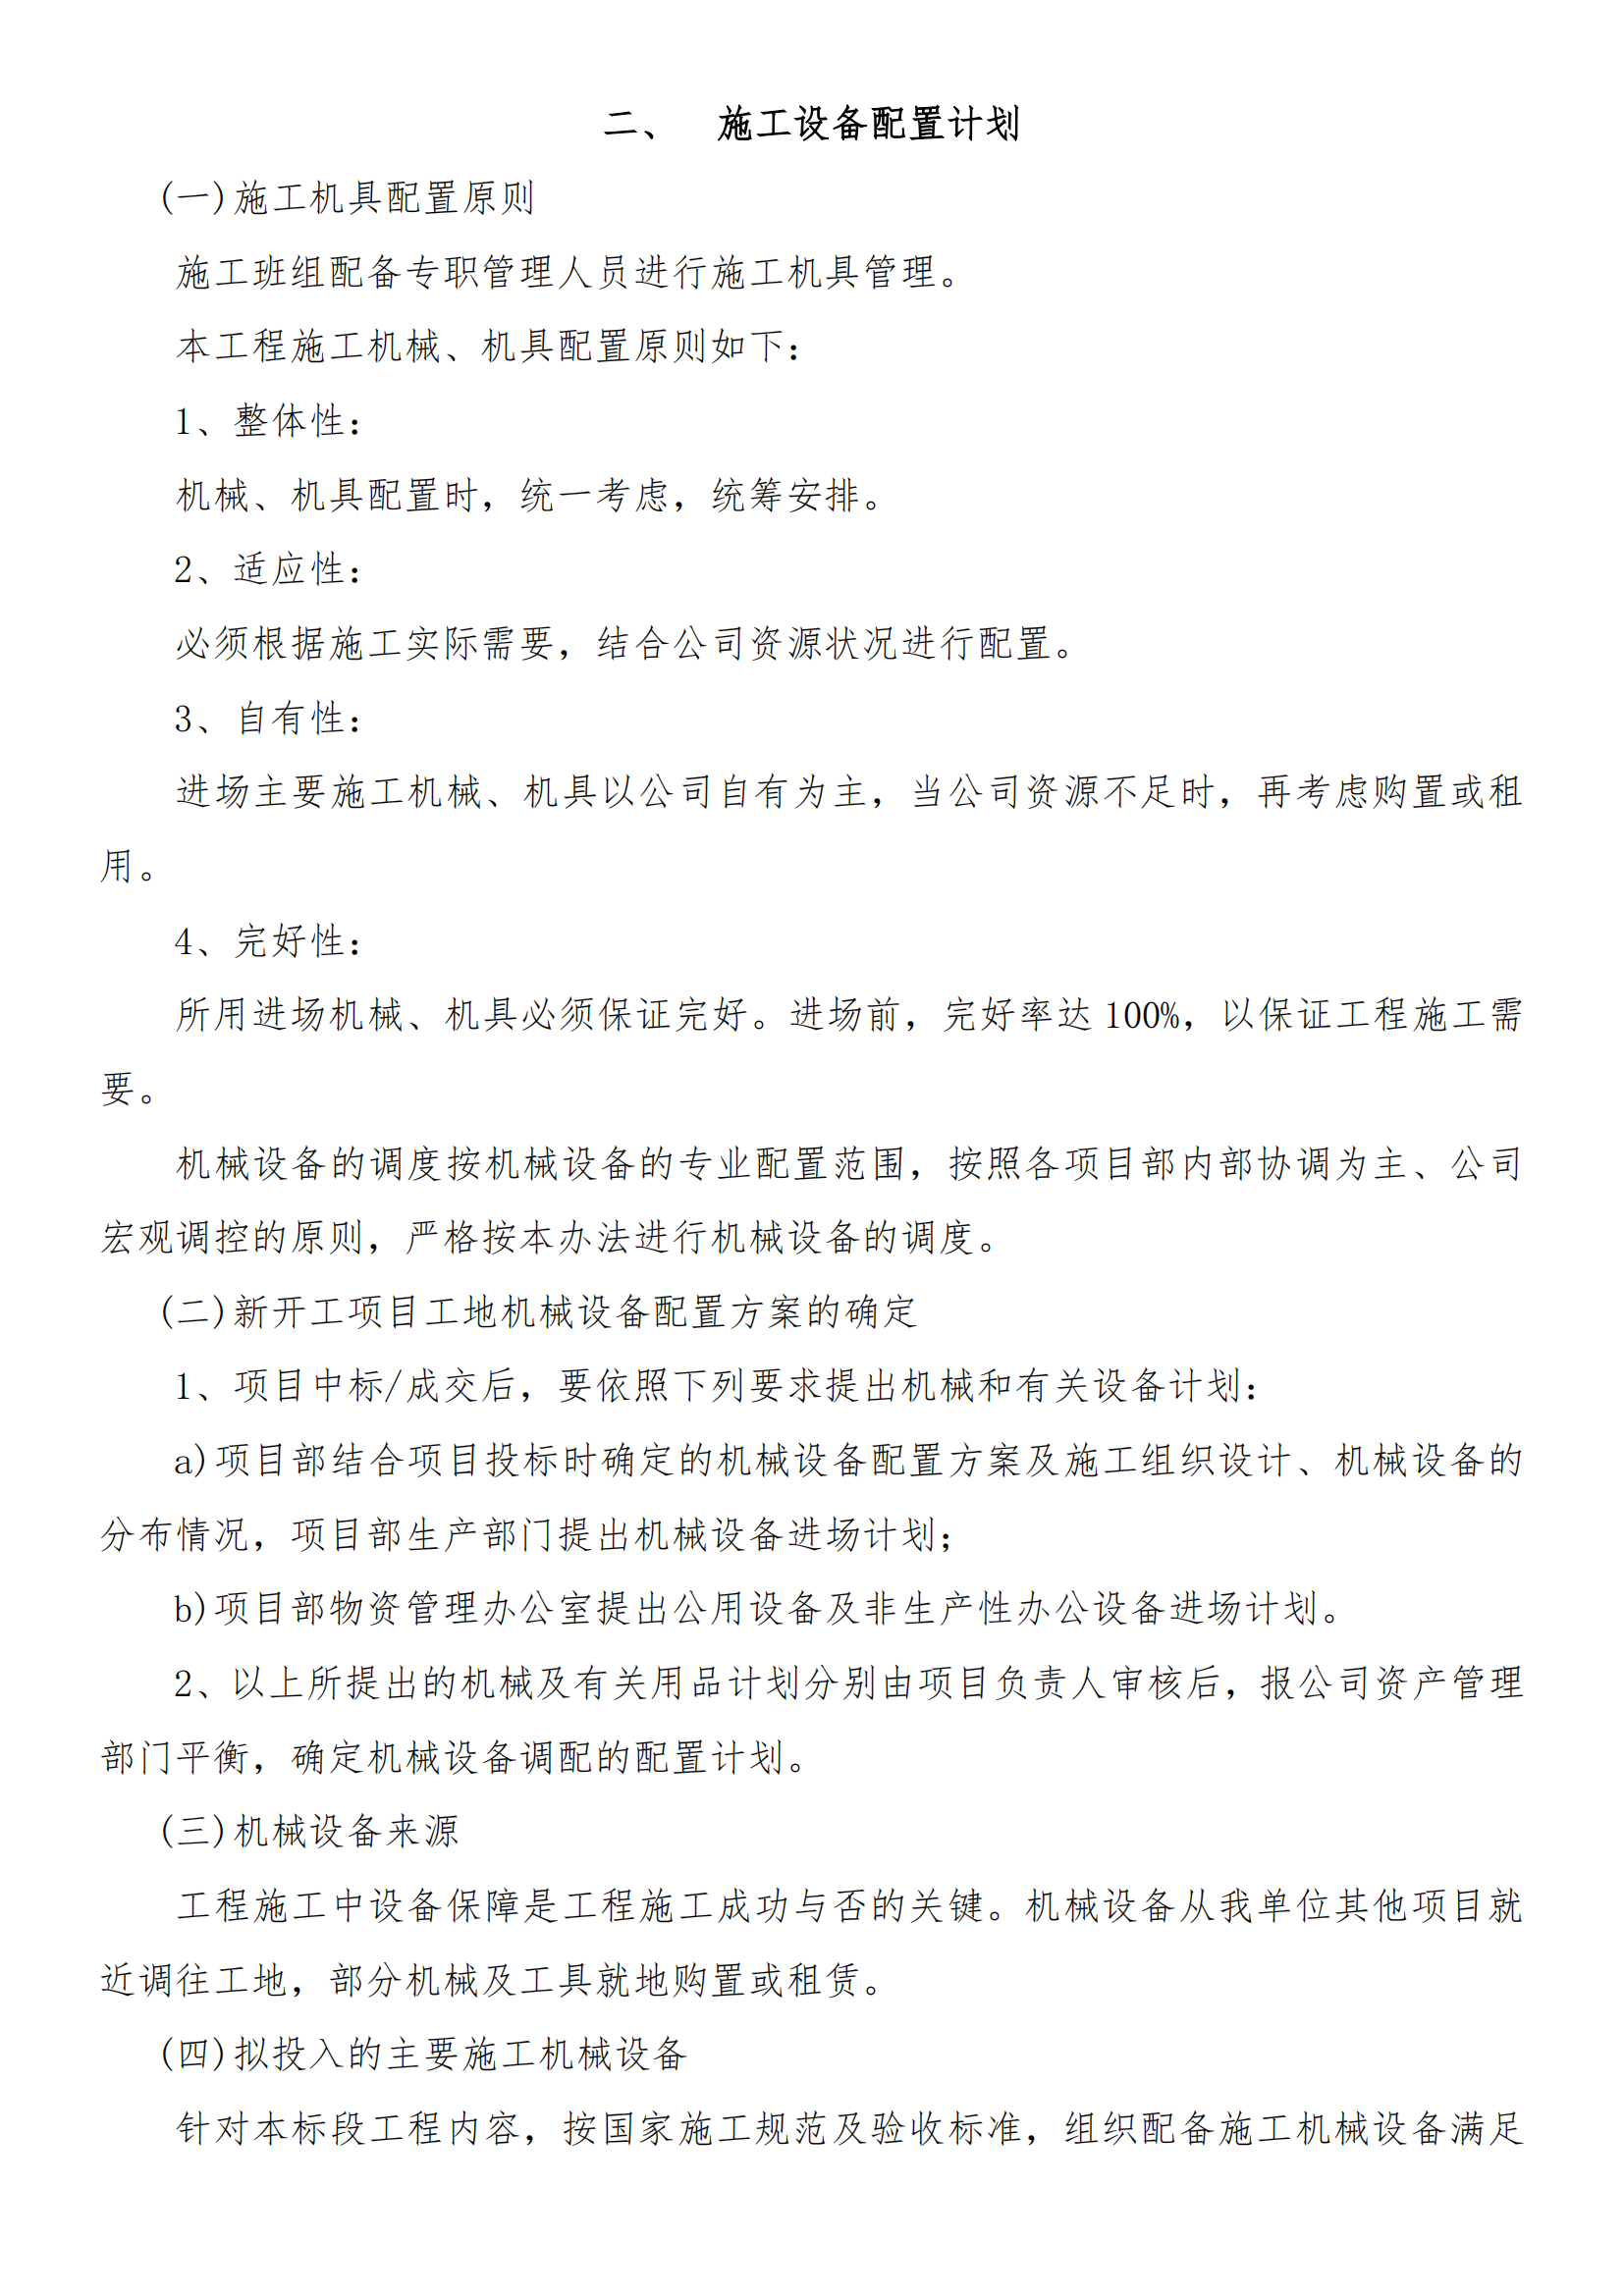 二、 施工设备配置计划
(一)施工机具配置原则
施工班组配备专职管理人员进行施工机具管理。
本工程施工机械、机具配置原则如下：
1、整体性：
机械、机具配置时，统一考虑，统筹安排。
2、适应性：
必须根据施工实际需要，结合公司资源状况进行配置。
3、自有性：
进场主要施工机械、机具以公司自有为主，当公司资源不足时，再考虑购置或租
用。
4、完好性：
所用进场机械、机具必须保证完好。进场前，完好率达 100%，以保证工程施工需
要。
机械设备的调度按机械设备的专业配置范围，按照各项目部内部协调为主、公司
宏观调控的原则，严格按本办法进行机械设备的调度。
(二)新开工项目工地机械设备配置方案的确定
1、项目中标/成交后，要依照下列要求提出机械和有关设备计划：
a)项目部结合项目投标时确定的机械设备配置方案及施工组织设计、机械设备的
分布情况，项目部生产部门提出机械设备进场计划；
b)项目部物资管理办公室提出公用设备及非生产性办公设备进场计划。
2、以上所提出的机械及有关用品计划分别由项目负责人审核后，报公司资产管理
部门平衡，确定机械设备调配的配置计划。
(三)机械设备来源
工程施工中设备保障是工程施工成功与否的关键。机械设备从我单位其他项目就
近调往工地，部分机械及工具就地购置或租赁。
(四)拟投入的主要施工机械设备
针对本标段工程内容，按国家施工规范及验收标准，组织配备施工机械设备满足